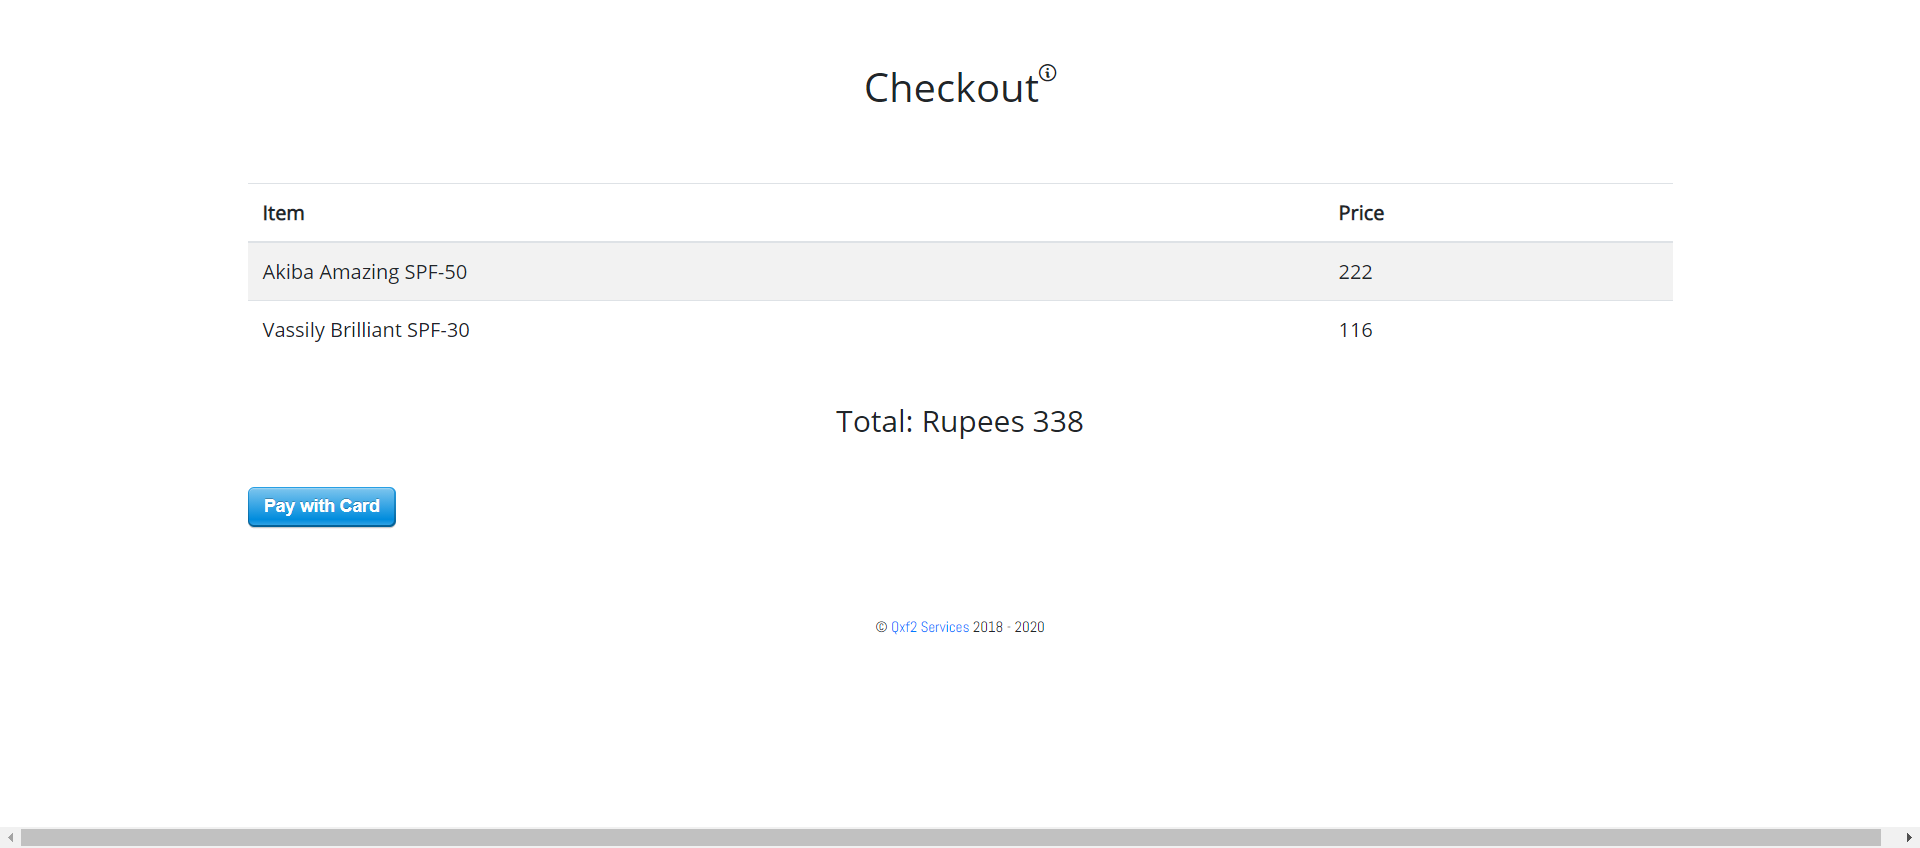 Checkout
Item Price
Akiba Amazing SPF-50 222
Vassily Brilliant SPF-30 116
Total: Rupees 338
Pay with Card
© Qxf2 Services 2018 - 2020